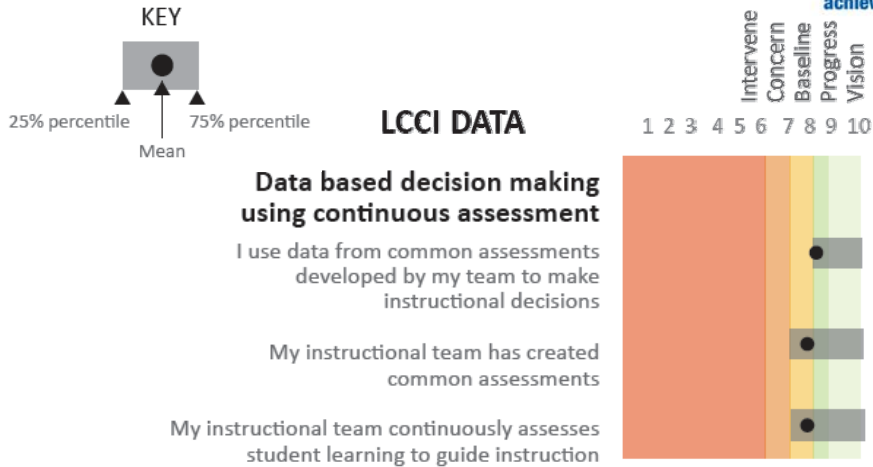 achiev
KEY
25% percentile
75% percentile
Mean
LCCI DATA
Intervene
Concern
Baseline
Progress
Vision
1 2 3 4 5 6 7 8 9 10
Data based decision making
using continuous assessment
I use data from common assessments
developed by my team to make
instructional decisions
My instructional team has created
common assessments
My instructional team continuously assesses
student learning to guide instruction